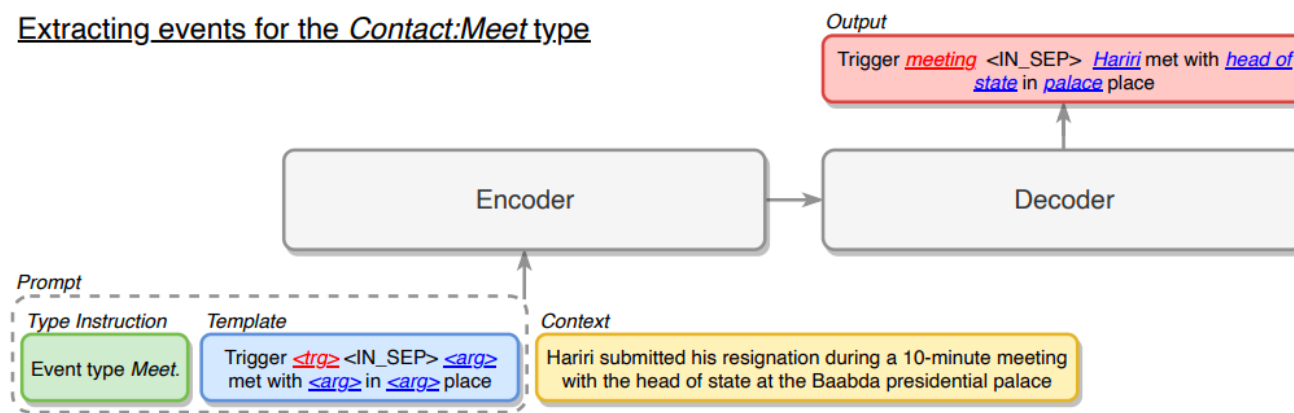 Extracting events for the Contact:Meet type
Output
Trigger meeting <IN_SEP> Hariri met with head of
state in palace place
Encoder
Decoder
Prompt
Type Instruction
Template
Context
Event type Meet.
Trigger <trg> <IN_SEP> <arg>
met with <arg> in <arg> place
Hariri submitted his resignation during a 10-minute meeting
with the head of state at the Baabda presidential palace